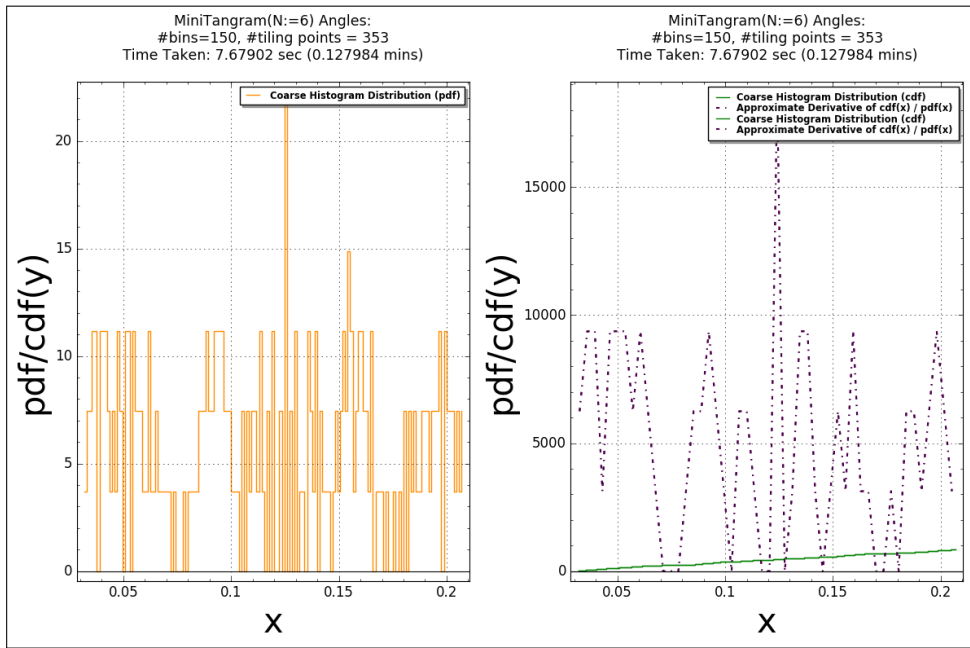 MiniTangram(N:=6) Angles:
#bins=150, #tiling points = 353
Time Taken: 7.67902 sec (0.127984 mins)
Coarse Histogram Distribution (pdf)
20
15
10
5
0
pdf/cdf(y)
0.05 0.1 0.15 0.2
x
MiniTangram(N:=6) Angles:
#bins=150, #tiling points = 353
Time Taken: 7.67902 sec (0.127984 mins)
Coarse Histogram Distribution (cdf)
Approximate Derivative of cdf(x) / pdf(x)
Coarse Histogram Distribution (cdf)
Approximate Derivative of cdf(x) / pdf(x)
15000
10000
5000
0
pdf/cdf(y)
0.05 0.1 0.15 0.2
x